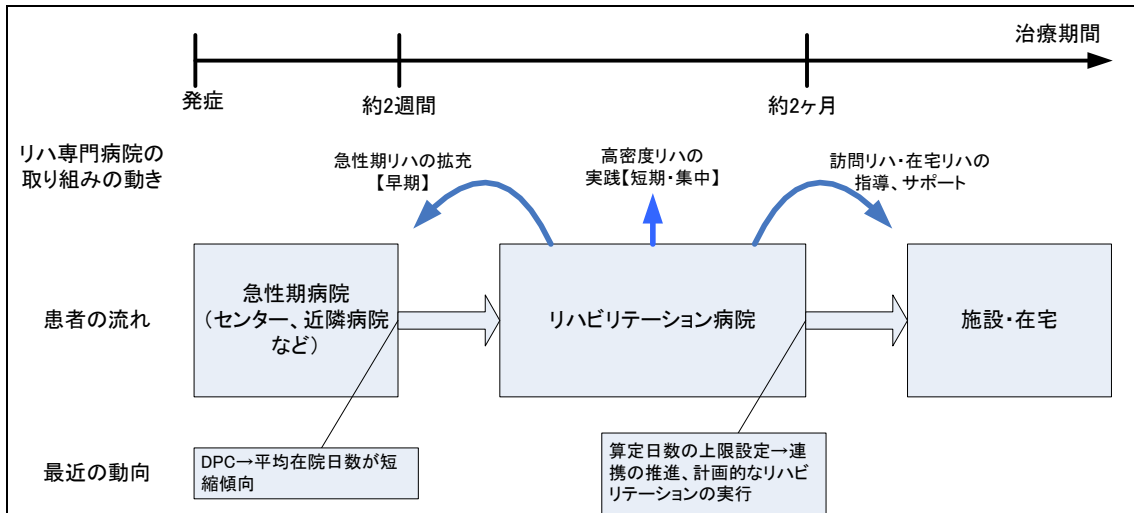 治療期間
発症
約2週間
約2ヶ月
リハ専門病院の
取り組みの動き
急性期リハの拡充
【早期】
高密度リハの
実践【短期・集中】
訪問リハ・在宅リハの
指導、サポート
患者の流れ
急性期病院
（センター、近隣病院
など）
リハビリテーション病院
施設・在宅
最近の動向
DPC→平均在院日数が短
縮傾向
算定日数の上限設定→連
携の推進、計画的なリハビ
リテーションの実行